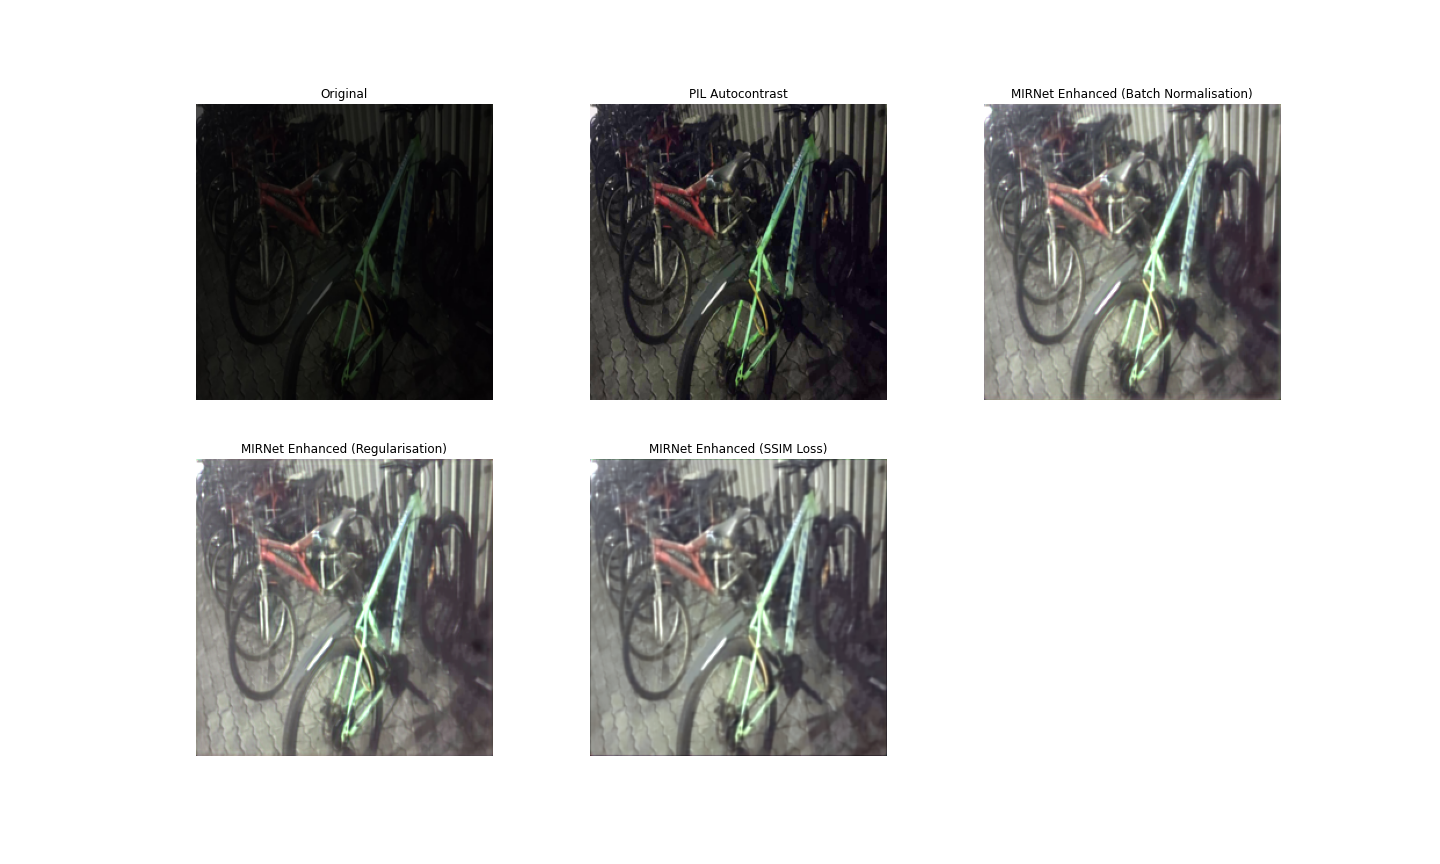 Original
PIL Autocontrast
MIRNet Enhanced (Batch Normalisation)
MIRNet Enhanced (Regularisation)
MIRNet Enhanced (SSIM Loss)